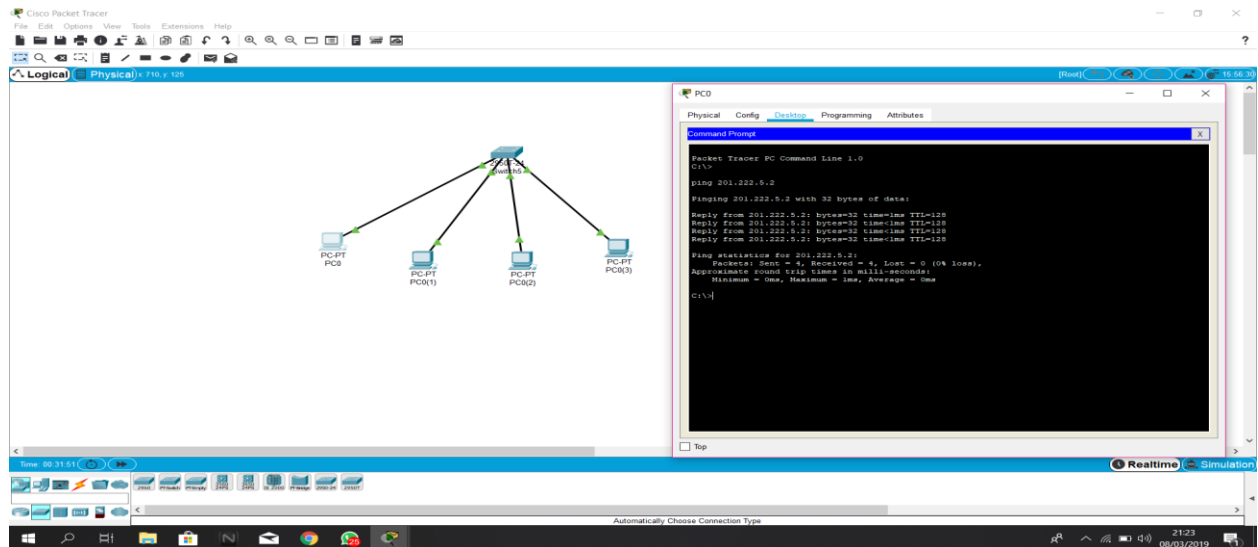 Cisco Packet Tracer
File Edit Options View Tools Extensions Help
?
Logical Physical x: 710, y: 125
[Root] 15:56:30
PC0
Physical Config Desktop Programming Attributes
Command Prompt
X
Packet Tracer PC Command Line 1.0
C:\>
ping 201.222.5.2
Pinging 201.222.5.2 with 32 bytes of data:
Reply from 201.222.5.2: bytes=32 time=1ms TTL=128
Reply from 201.222.5.2: bytes=32 time<1ms TTL=128
Reply from 201.222.5.2: bytes=32 time<1ms TTL=128
Reply from 201.222.5.2: bytes=32 time<1ms TTL=128
Ping statistics for 201.222.5.2:
Packets: Sent = 4, Received = 4, Lost = 0 (0% loss),
Approximate round trip times in milli-seconds:
Minimum = 0ms, Maximum = 1ms, Average = 0ms
C:\>
Top
2950T-24
Switch5
PC-PT
PC0
PC-PT
PC0(1)
PC-PT
PC0(2)
PC-PT
PC0(3)
Time: 00:31:51
Realtime Simulation
Automatically Choose Connection Type
25
21:23
08/03/2019